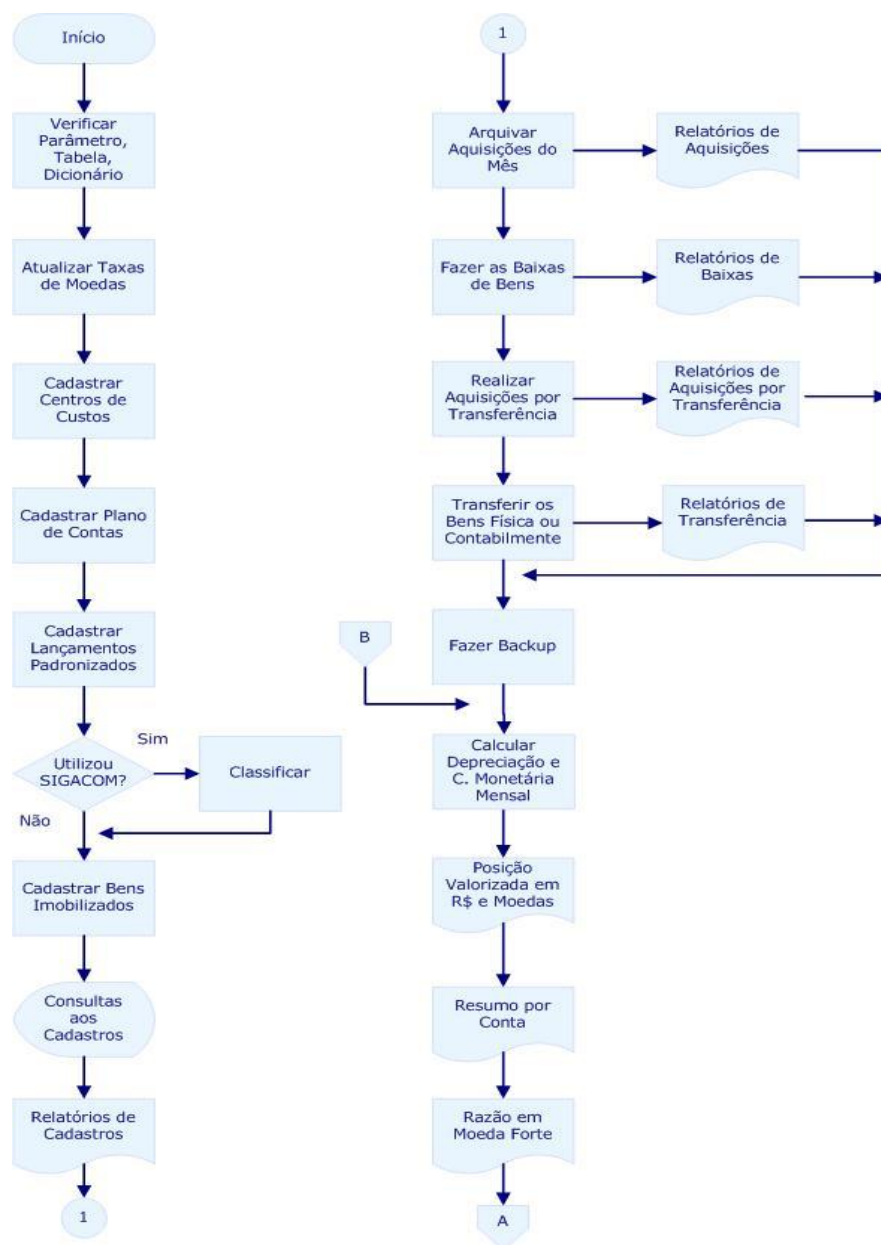 Início
Verificar
Parâmetro,
Tabela,
Dicionário
Atualizar Taxas
de Moedas
Cadastrar
Centros de
Custos
Cadastrar Plano
de Contas
Cadastrar
Lançamentos
Padronizados
Utilizou
SIGACOM?
Sim
Classificar
Não
Cadastrar Bens
Imobilizados
Consultas
aos
Cadastros
Relatórios de
Cadastros
1
1
Arquivar
Aquisições do
Mês
Relatórios de
Aquisições
Fazer as Baixas
de Bens
Relatórios de
Baixas
Realizar
Aquisições por
Transferência
Relatórios de
Aquisições por
Transferência
Transferir os
Bens Física ou
Contabilmente
Relatórios de
Transferência
B
Fazer Backup
Calcular
Depreciação e
C. Monetária
Mensal
Posição
Valorizada em
R$ e Moedas
Resumo por
Conta
Razão em
Moeda Forte
A